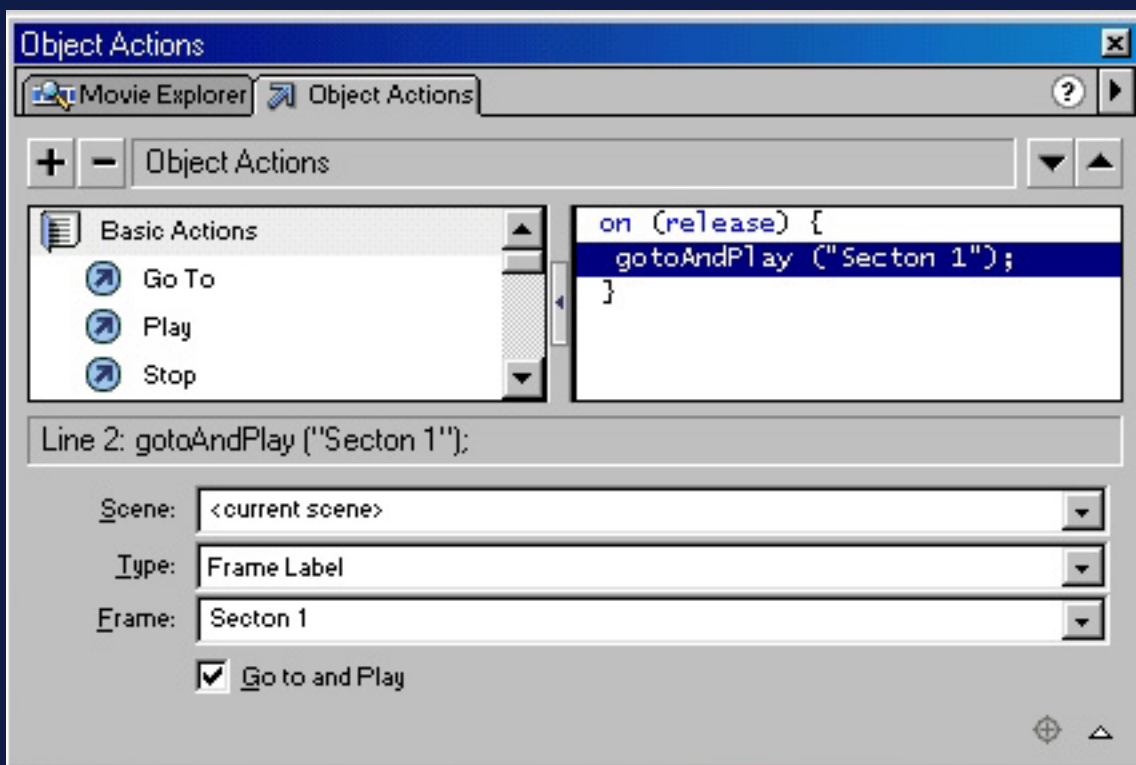 Object Actions
Movie Explorer
Object Actions
?
+
−
Object Actions
Basic Actions
Go To
Play
Stop
on (release) {
gotoAndPlay ("Secton 1");
}
Line 2: gotoAndPlay ("Secton 1");
Scene: <current scene>
Type: Frame Label
Frame: Secton 1
Go to and Play